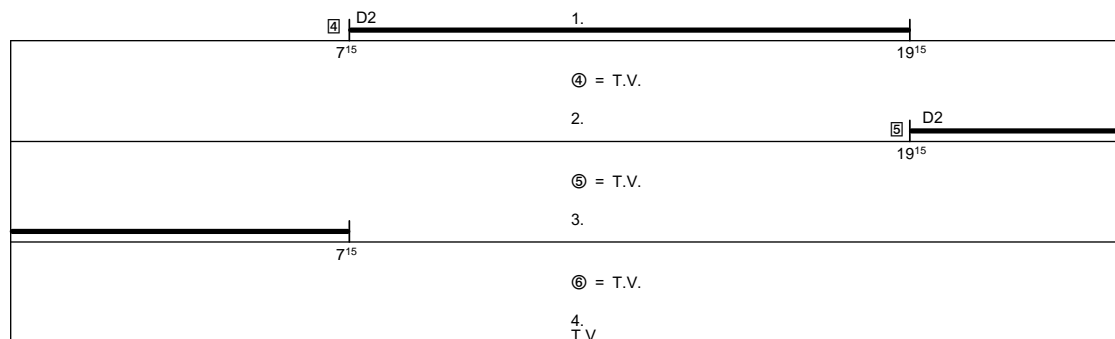 4 D2 1.
7¹⁵ 19¹⁵
④ = T.V.
2.
5 D2
19¹⁵
⑤ = T.V.
3.
7¹⁵
⑥ = T.V.
4.
T.V.